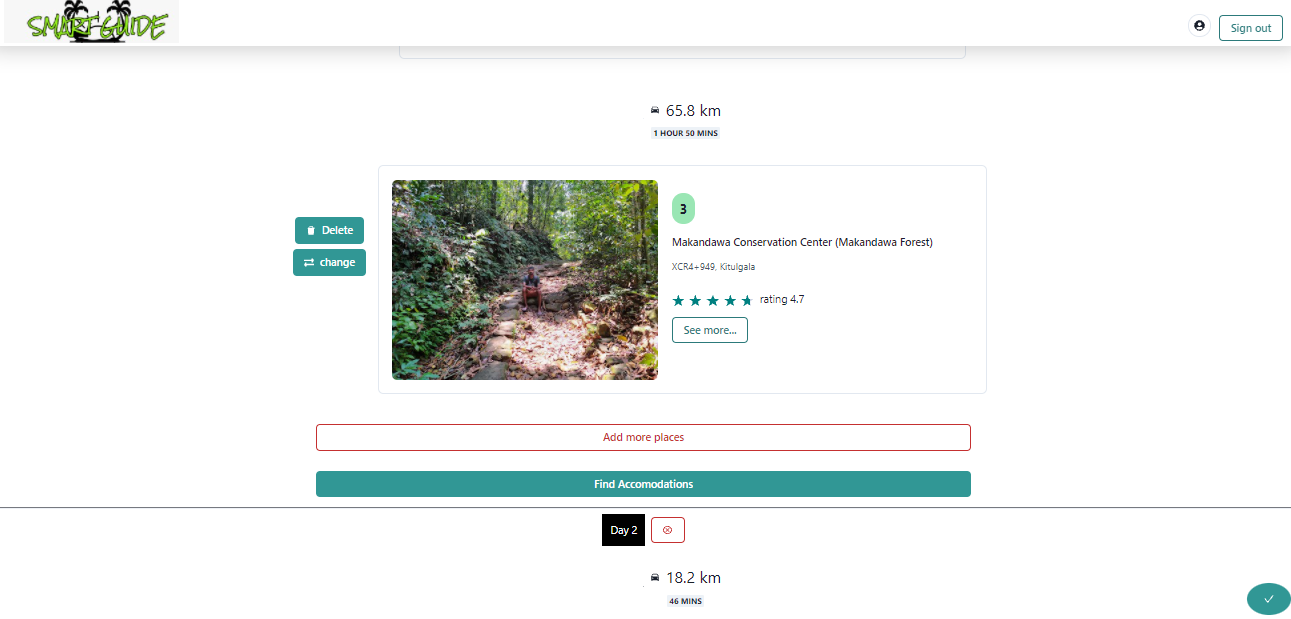 SMART GUIDE
Sign out
65.8 km
1 HOUR 50 MINS
3
Delete
Makandawa Conservation Center (Makandawa Forest)
change
XCR4+949, Kitulgala
rating 4.7
See more...
Add more places
Find Accomodations
Day 2
18.2 km
46 MINS